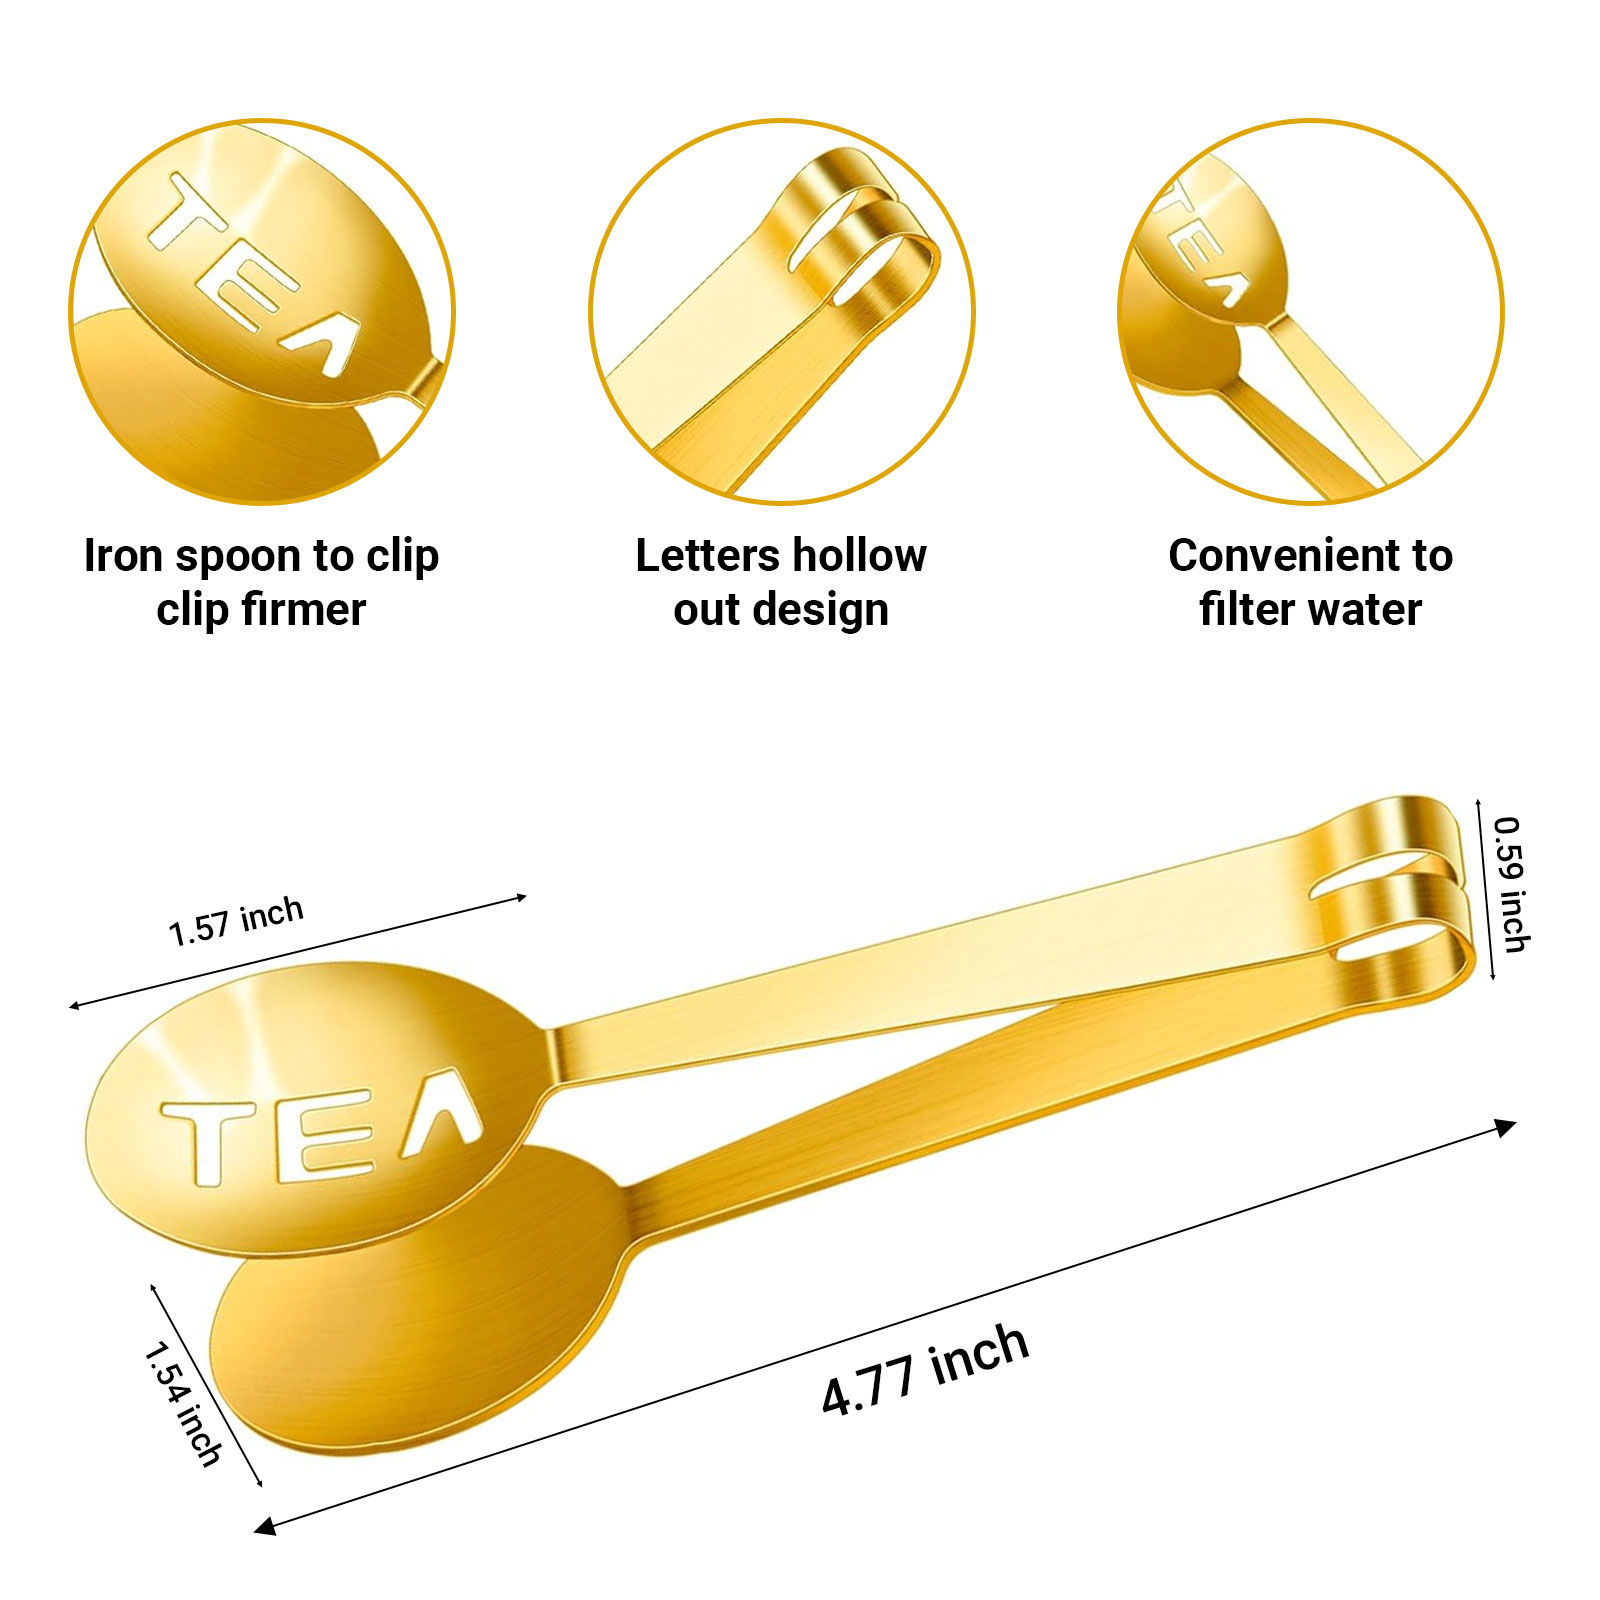 TEA
TEA
Iron spoon to clip
clip firmer
Letters hollow
out design
Convenient to
filter water
0.59 inch
1.57 inch
TEA
1.54 inch
4.77 inch